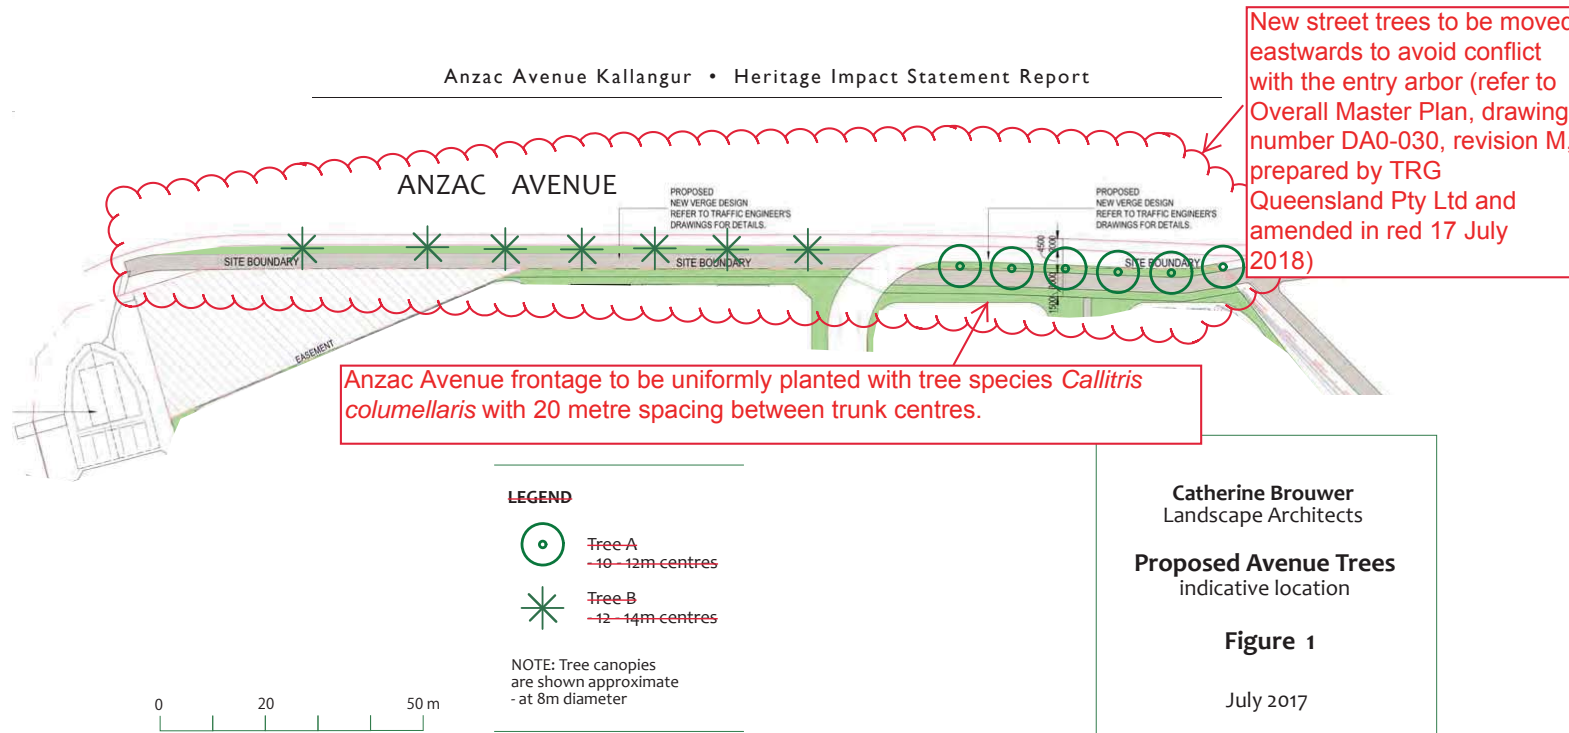 Anzac Avenue Kallangur • Heritage Impact Statement Report
New street trees to be moved
eastwards to avoid conflict
with the entry arbor (refer to
Overall Master Plan, drawing
number DA0-030, revision M,
prepared by TRG
Queensland Pty Ltd and
amended in red 17 July
2018)
ANZAC AVENUE
PROPOSED
NEW VERGE DESIGN
REFER TO TRAFFIC ENGINEER'S
DRAWINGS FOR DETAILS.
PROPOSED
NEW VERGE DESIGN
REFER TO TRAFFIC ENGINEER'S
DRAWINGS FOR DETAILS.
SITE BOUNDARY
SITE BOUNDARY
SITE BOUNDARY
4500
EASEMENT
Anzac Avenue frontage to be uniformly planted with tree species Callitris
columellaris with 20 metre spacing between trunk centres.
LEGEND
Tree A
- 10 - 12m centres
Tree B
- 12 - 14m centres
NOTE: Tree canopies
are shown approximate
- at 8m diameter
0 20 50 m
Catherine Brouwer
Landscape Architects
Proposed Avenue Trees
indicative location
Figure 1
July 2017